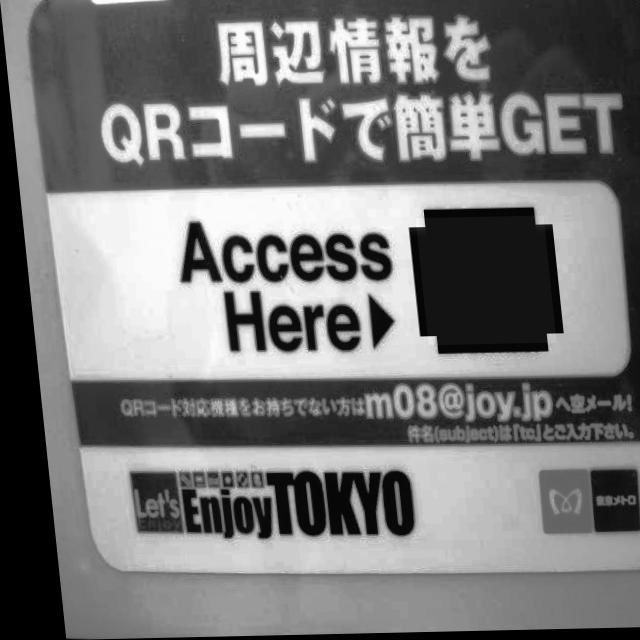 周辺情報を
QRコードで簡単GET
Access
Here
QRコード対応機種をお持ちでない方はm08@joy.jpへ空メール!
件名(subject)は「tc」とご入力下さい。
Let's
ENJOY
EnjoyTOKYO
東京メトロ